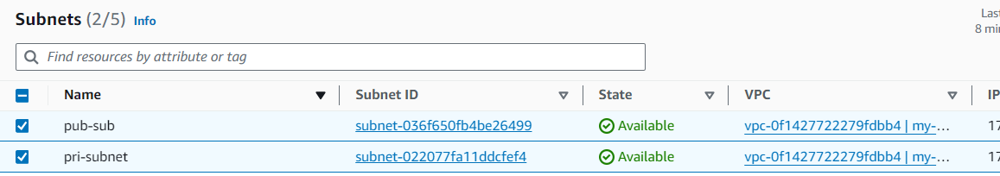 Subnets (2/5) Info
Last
8 min
Find resources by attribute or tag
Name Subnet ID State VPC IP
pub-sub subnet-036f650fb4be26499 Available vpc-0f1427722279fdbb4 | my-... 17
pri-subnet subnet-022077fa11ddcfef4 Available vpc-0f1427722279fdbb4 | my-... 17